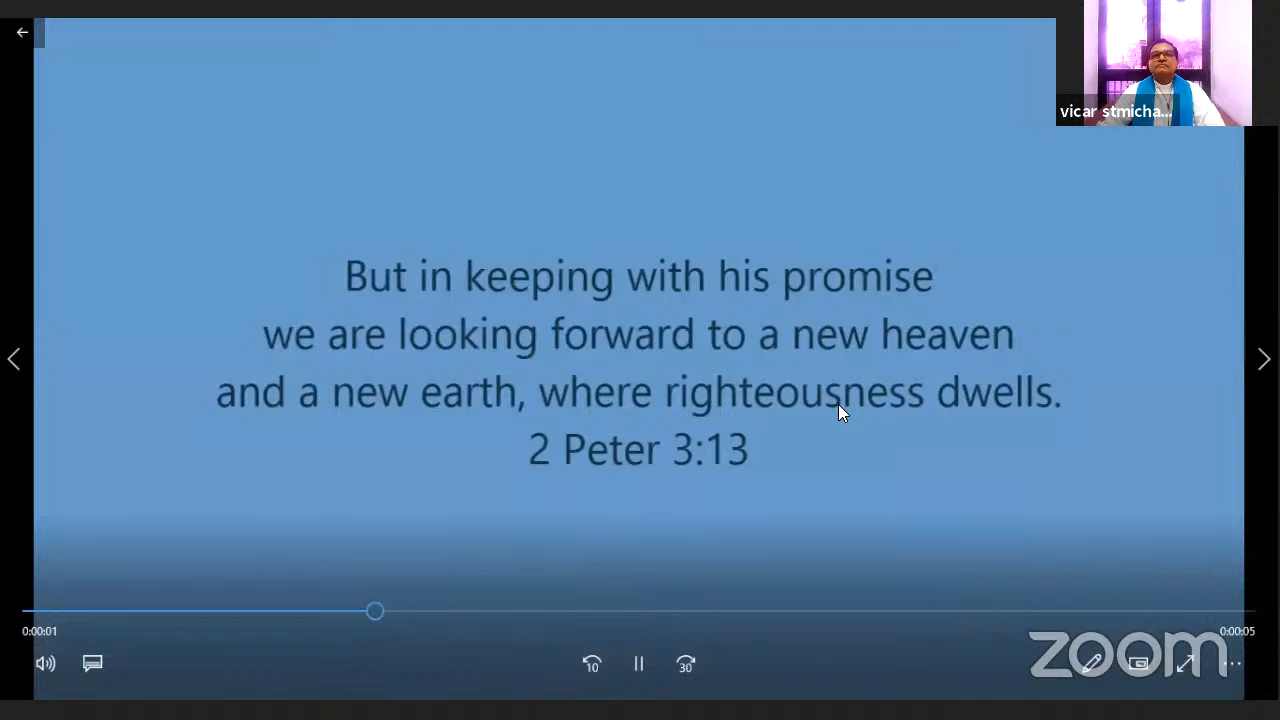 vicar stmicha...
But in keeping with his promise
we are looking forward to a new heaven
and a new earth, where righteousness dwells.
2 Peter 3:13
0:00:01
0:00:05
10
30
zoom